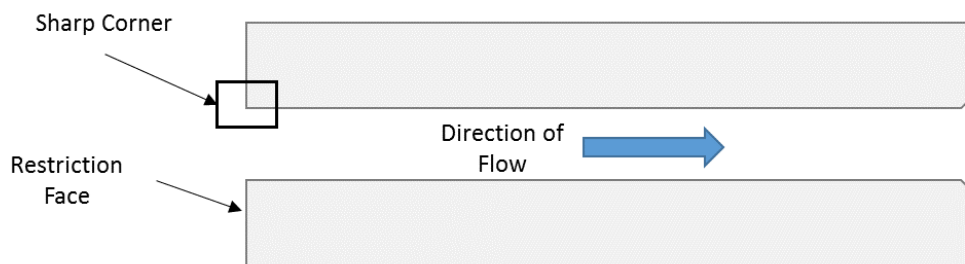 Sharp Corner
Direction of
Flow
Restriction
Face